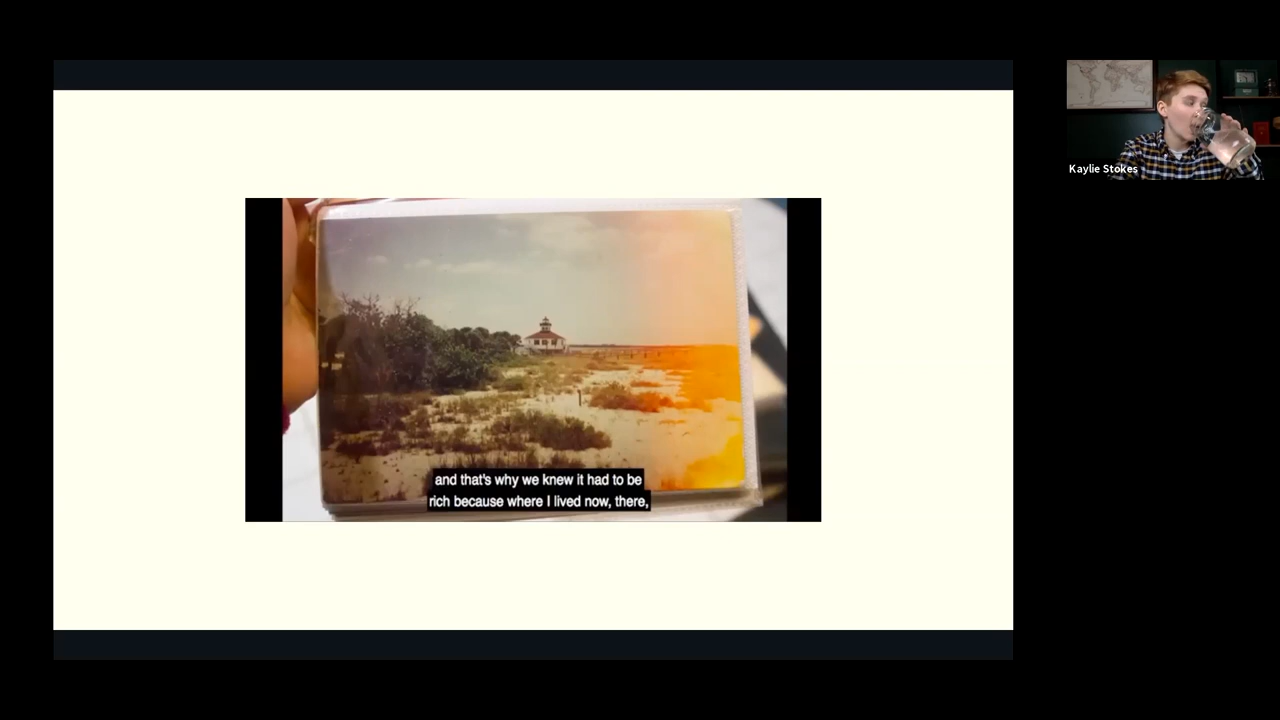 and that's why we knew it had to be
rich because where I lived now, there,
Kaylie Stokes